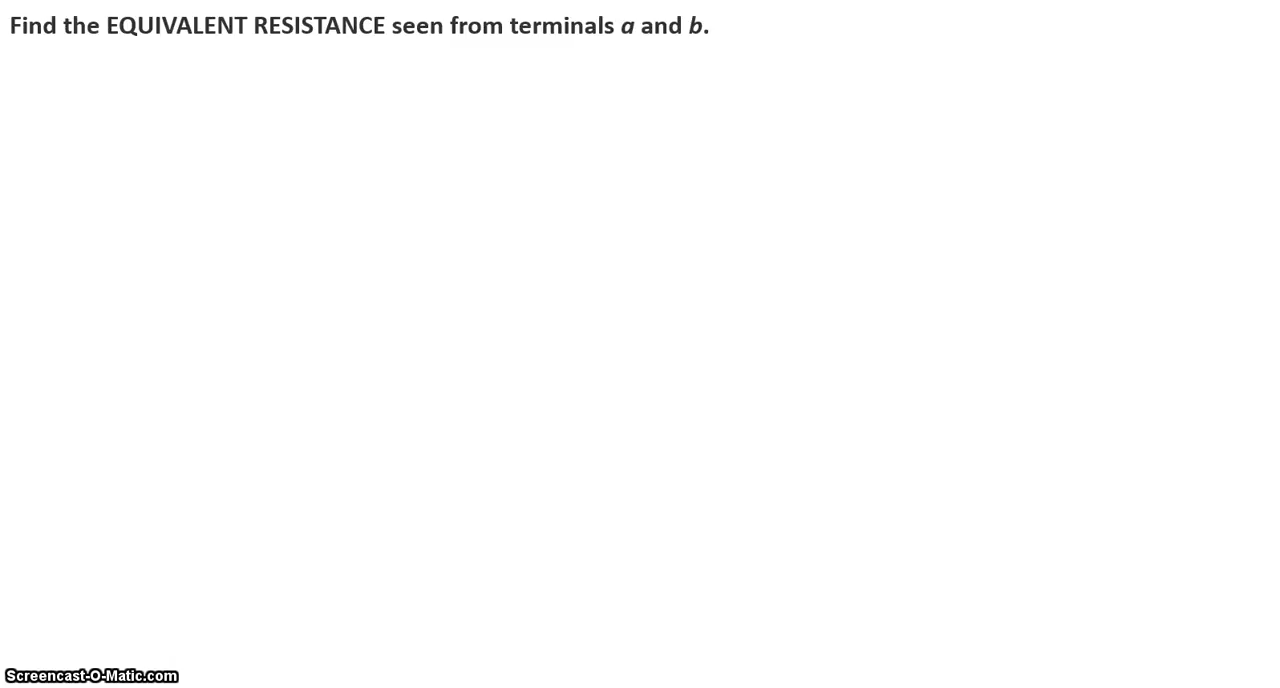 Find the EQUIVALENT RESISTANCE seen from terminals a and b.
Screencast-O-Matic.com